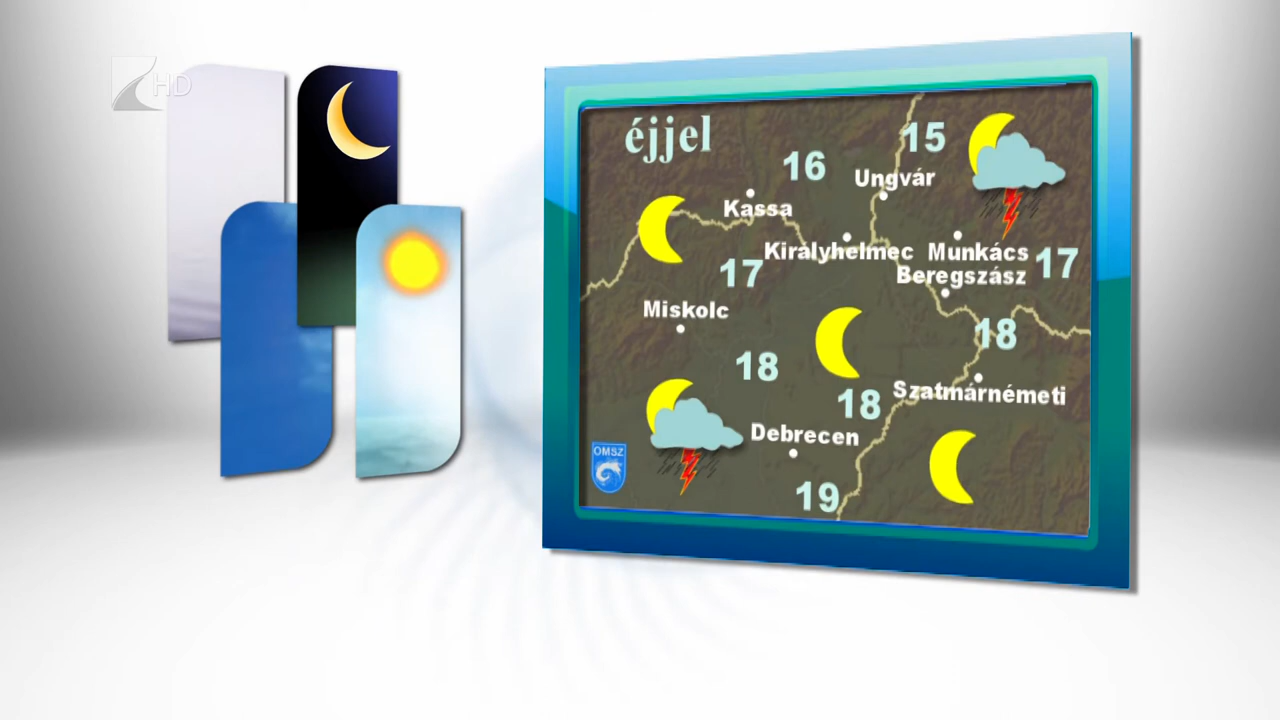 HD
éjjel
15
16
Ungvár
Kassa
Királyhelmec
Munkács
17
17
Beregszász
Miskolc
18
18
Szatmárnémeti
18
Debrecen
OMSZ
19